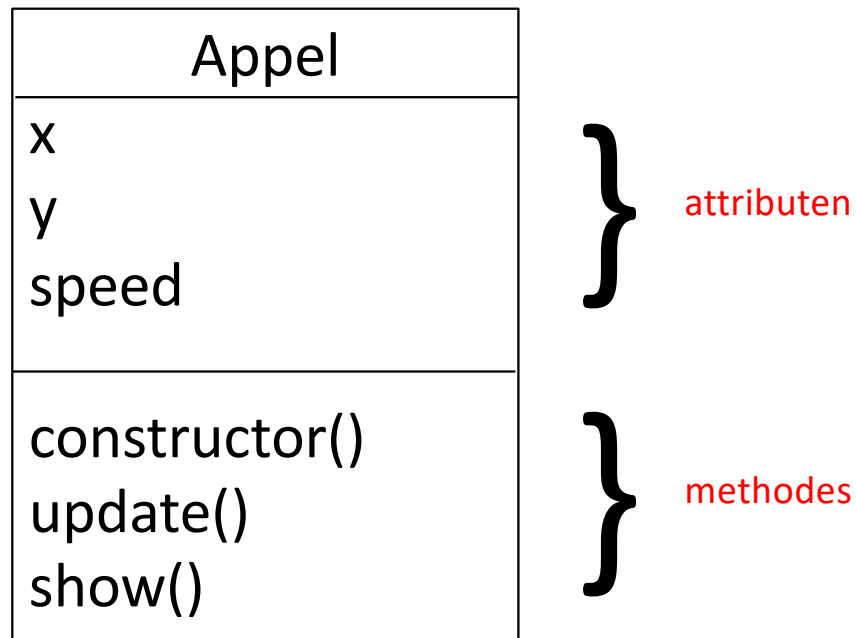 Appel
x
y
speed
attributen
constructor()
update()
show()
methodes